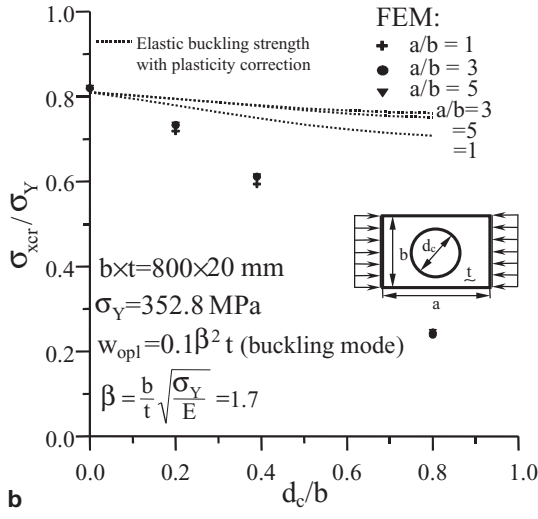 FEM:
a/b = 1
a/b = 3
a/b = 5
Elastic buckling strength
with plasticity correction
a/b=3
=5
=1
σxcr/σY
b×t=800×20 mm
σY=352.8 MPa
wopl=0.1β² t (buckling mode)
β = b/t √σY/E =1.7
b
dc
t
a
1.0
0.8
0.6
0.4
0.2
0.0
0.0 0.2 0.4 0.6 0.8 1.0
dc/b
b